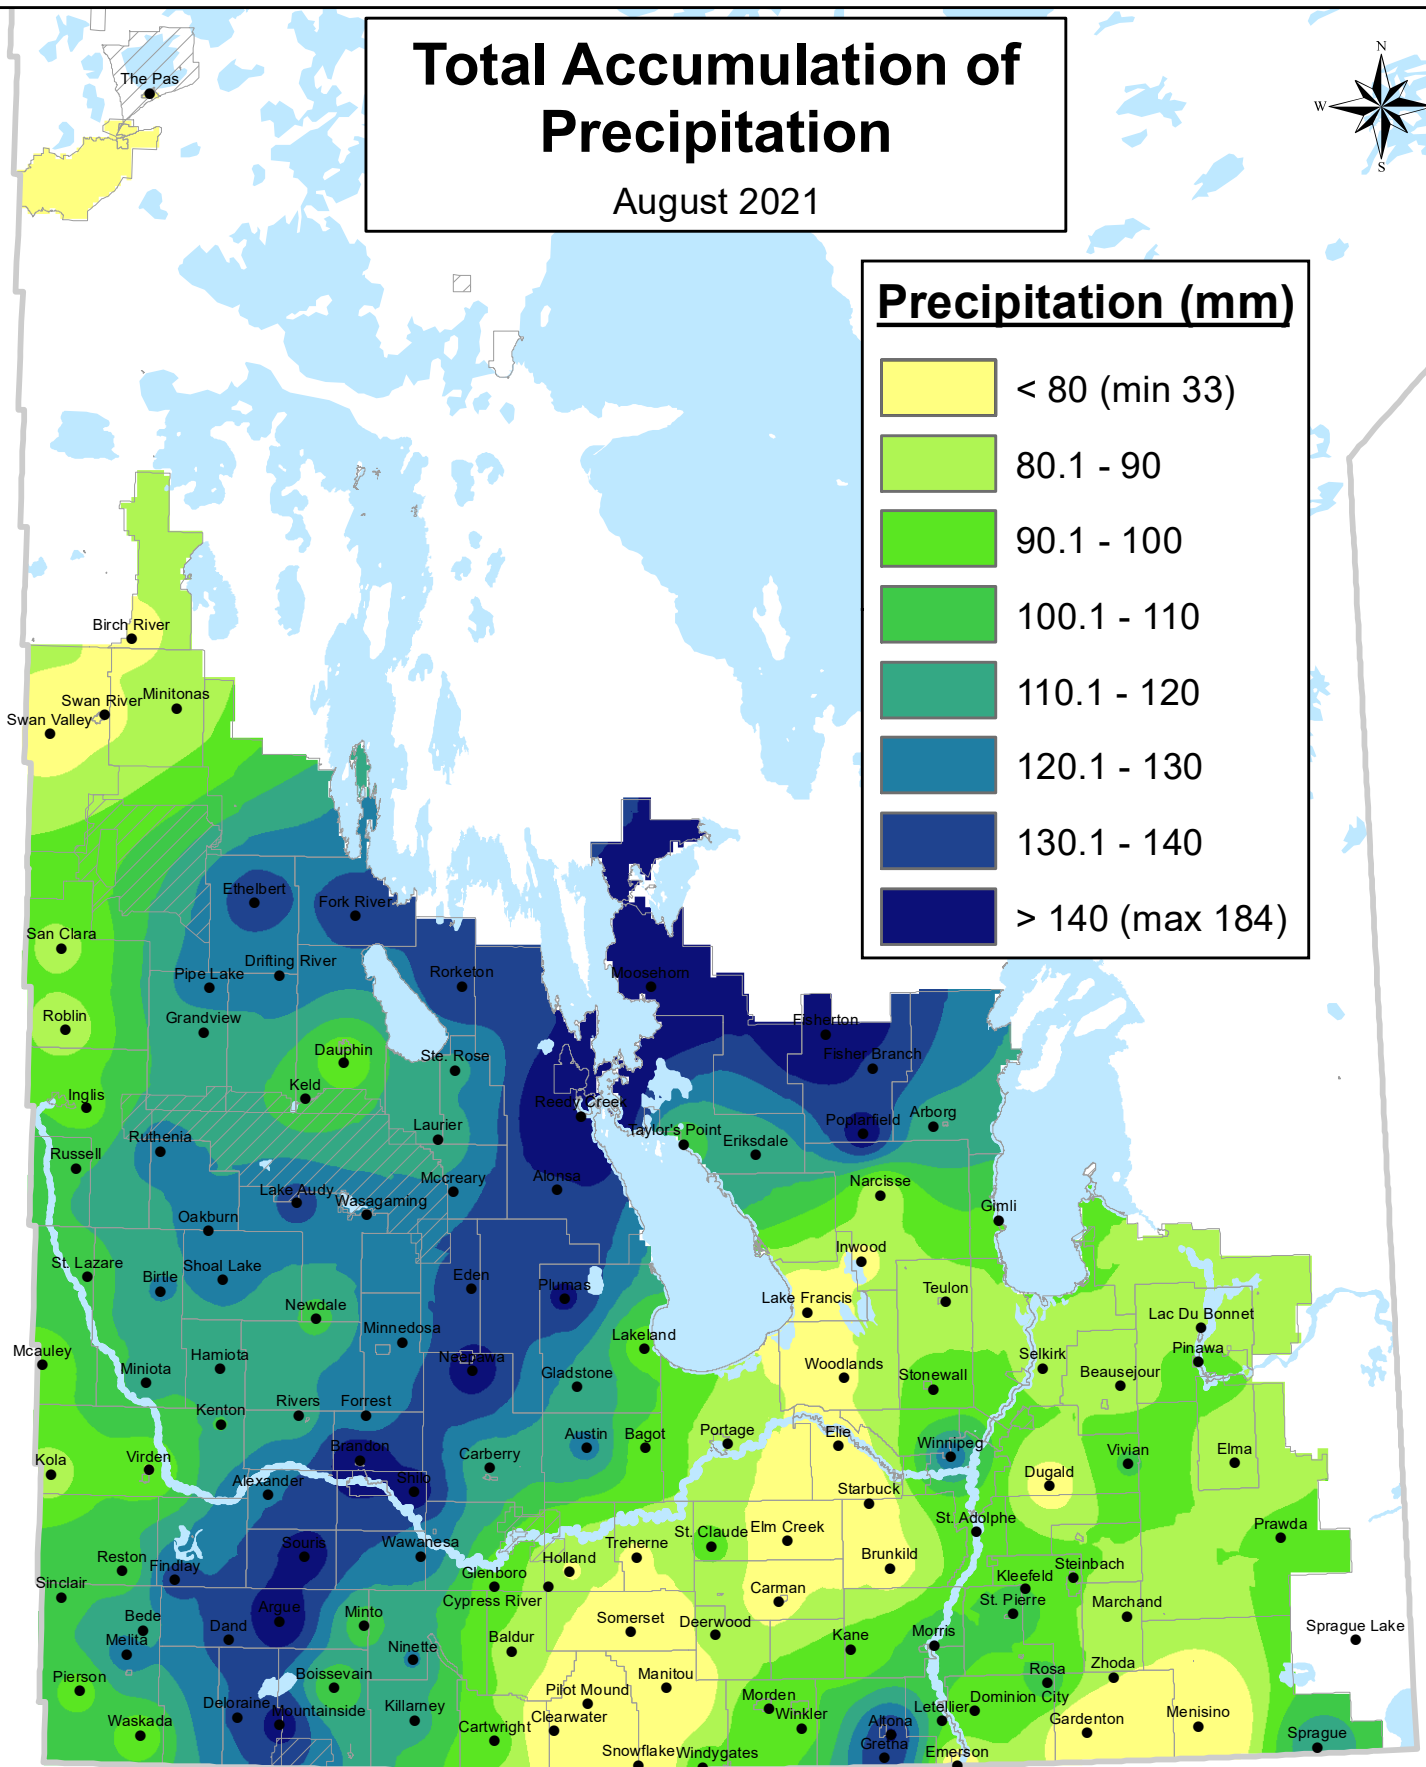 Total Accumulation of
Precipitation
August 2021
N
W
S
Precipitation (mm)
< 80 (min 33)
80.1 - 90
90.1 - 100
100.1 - 110
110.1 - 120
120.1 - 130
130.1 - 140
> 140 (max 184)
The Pas
Birch River
Swan River
Minitonas
Swan Valley
Ethelbert
Fork River
San Clara
Drifting River
Pipe Lake
Rorketon
Moosehorn
Roblin
Grandview
Fisherton
Dauphin
Ste. Rose
Fisher Branch
Keld
Inglis
Reedy Creek
Laurier
Taylor's Point
Poplarfield
Arborg
Ruthenia
Eriksdale
Russell
Mccreary
Alonsa
Narcisse
Lake Audy
Wasagaming
Oakburn
Gimli
St. Lazare
Birtle
Shoal Lake
Eden
Plumas
Inwood
Newdale
Lake Francis
Teulon
Lac Du Bonnet
Minnedosa
Lakeland
Mcauley
Miniota
Hamiota
Neepawa
Gladstone
Woodlands
Stonewall
Selkirk
Beausejour
Pinawa
Kenton
Rivers
Forrest
Austin
Bagot
Portage
Elie
Winnipeg
Kola
Virden
Brandon
Carberry
Vivian
Elma
Alexander
Shilo
Starbuck
Dugald
Souris
Wawanesa
St. Claude
Elm Creek
St. Adolphe
Prawda
Reston
Findlay
Holland
Treherne
Brunkild
Steinbach
Sinclair
Glenboro
Cypress River
Carman
Kleefeld
St. Pierre
Marchand
Bede
Argue
Minto
Somerset
Deerwood
Melita
Dand
Ninette
Baldur
Kane
Morris
Sprague Lake
Pierson
Boissevain
Manitou
Rosa
Zhoda
Waskada
Deloraine
Mountainside
Killarney
Pilot Mound
Morden
Winkler
Letellier
Dominion City
Cartwright
Clearwater
Altona
Gardenton
Menisino
Sprague
Snowflake
Windygates
Gretna
Emerson